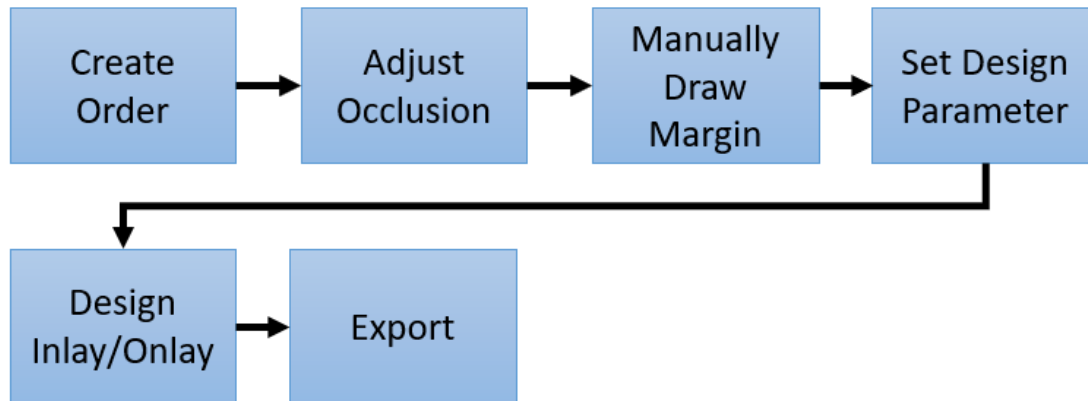 Create
Order
Adjust
Occlusion
Manually
Draw
Margin
Set Design
Parameter
Design
Inlay/Onlay
Export